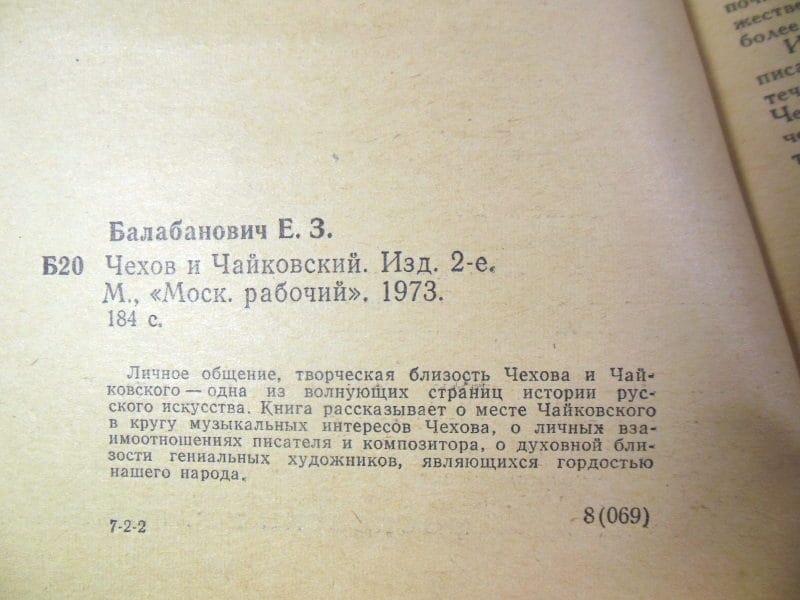 Балабанович Е. З.
Б20 Чехов и Чайковский. Изд. 2-е.
М., «Моск. рабочий». 1973.
184 с.
Личное общение, творческая близость Чехова и Чай-
ковского — одна из волнующих страниц истории рус-
ского искусства. Книга рассказывает о месте Чайковского
в кругу музыкальных интересов Чехова, о личных вза-
имоотношениях писателя и композитора, о духовной бли-
зости гениальных художников, являющихся гордостью
нашего народа.
7-2-2
8(069)
более